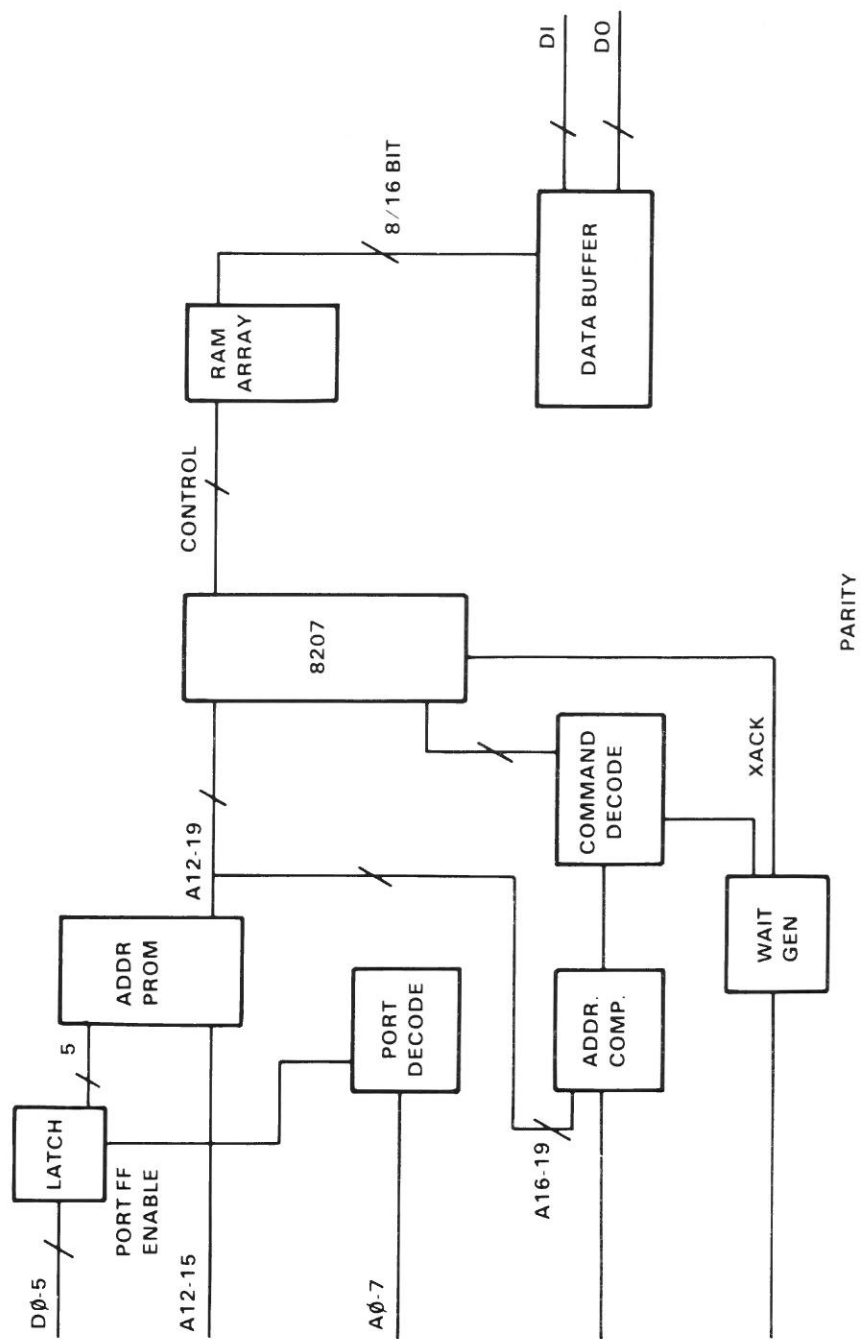 DØ-5
LATCH
5
PORT FF
ENABLE
A12-15
ADDR
PROM
A12-19
AØ-7
PORT
DECODE
A16-19
ADDR.
COMP.
COMMAND
DECODE
WAIT
GEN
XACK
8207
CONTROL
RAM
ARRAY
8/16 BIT
DATA BUFFER
DI
DO
PARITY